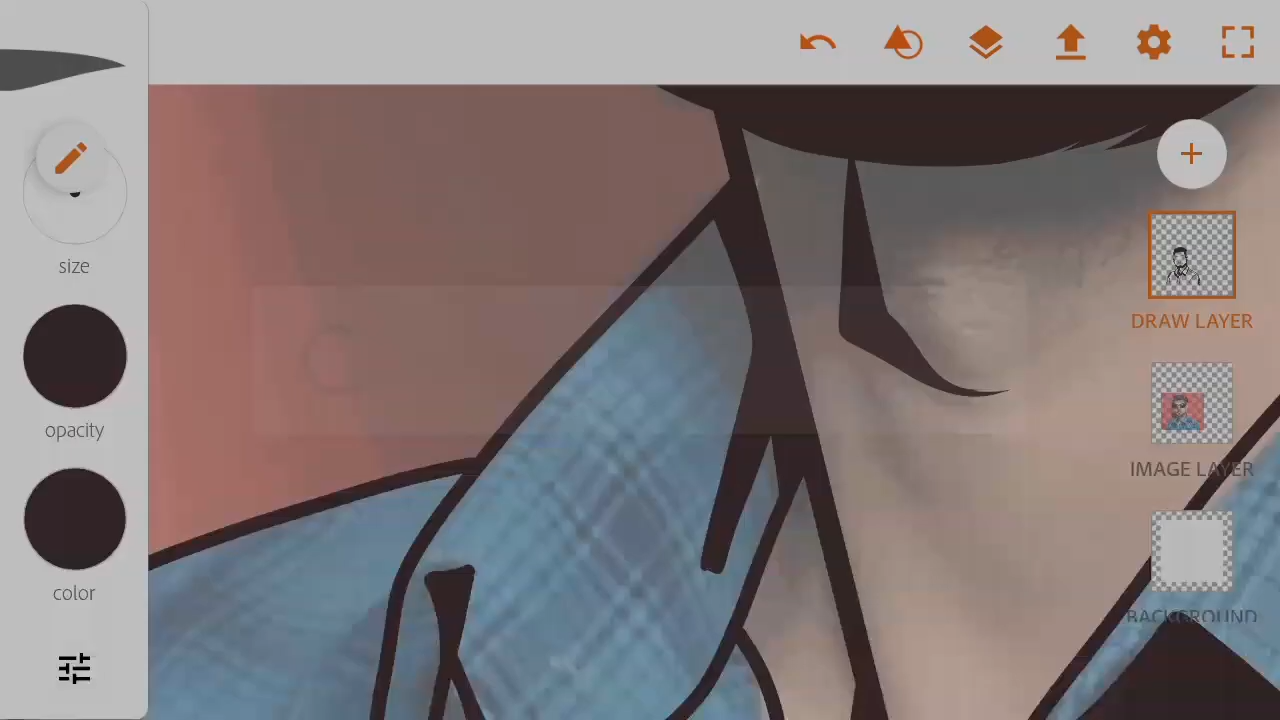 size
opacity
color
DRAW LAYER
IMAGE LAYER
BACKGROUND